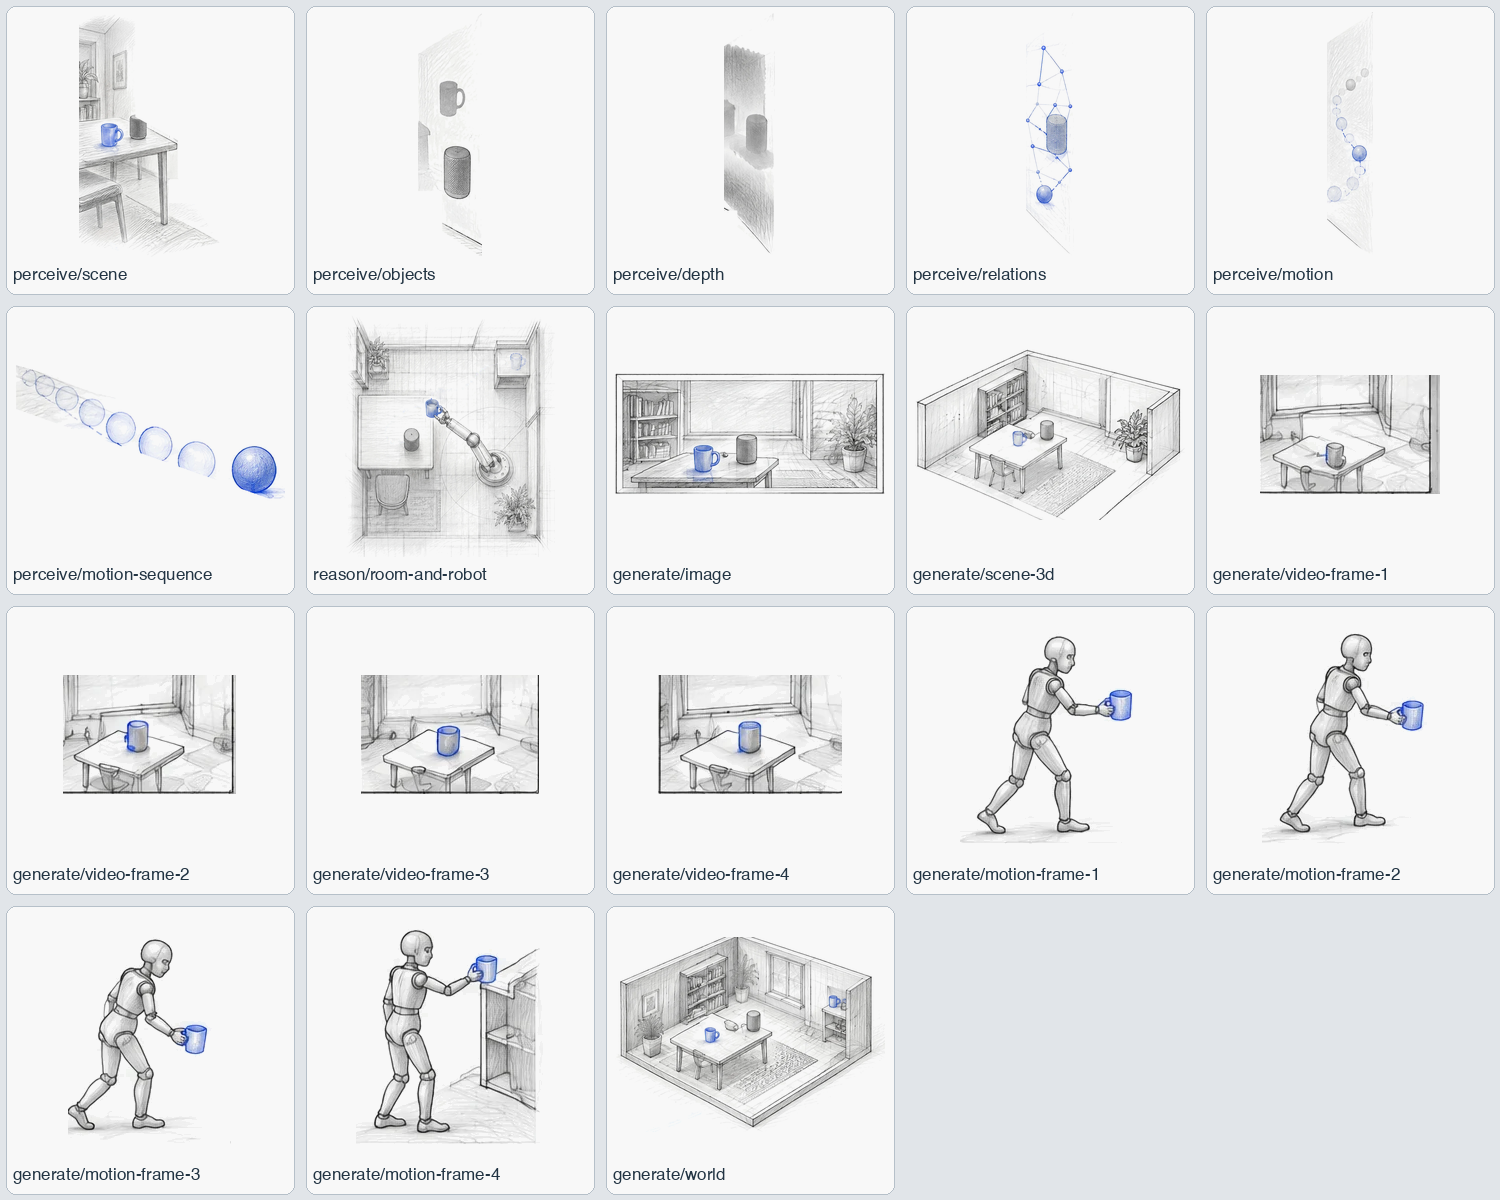 perceive/scene
perceive/objects
perceive/depth
perceive/relations
perceive/motion
perceive/motion-sequence
reason/room-and-robot
generate/image
generate/scene-3d
generate/video-frame-1
generate/video-frame-2
generate/video-frame-3
generate/video-frame-4
generate/motion-frame-1
generate/motion-frame-2
generate/motion-frame-3
generate/motion-frame-4
generate/world